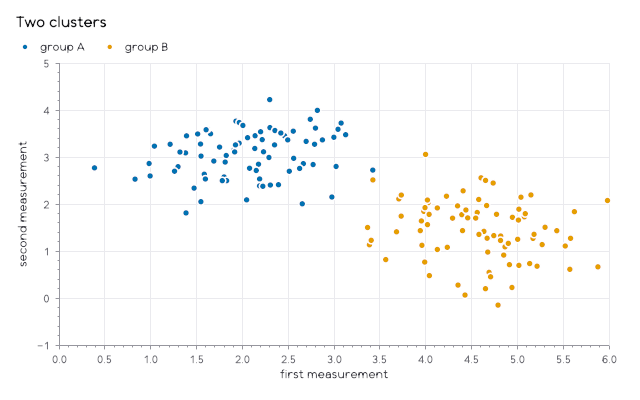 Two clusters
group A group B
second measurement
5
4
3
2
1
0
−1
0.0 0.5 1.0 1.5 2.0 2.5 3.0 3.5 4.0 4.5 5.0 5.5 6.0
first measurement